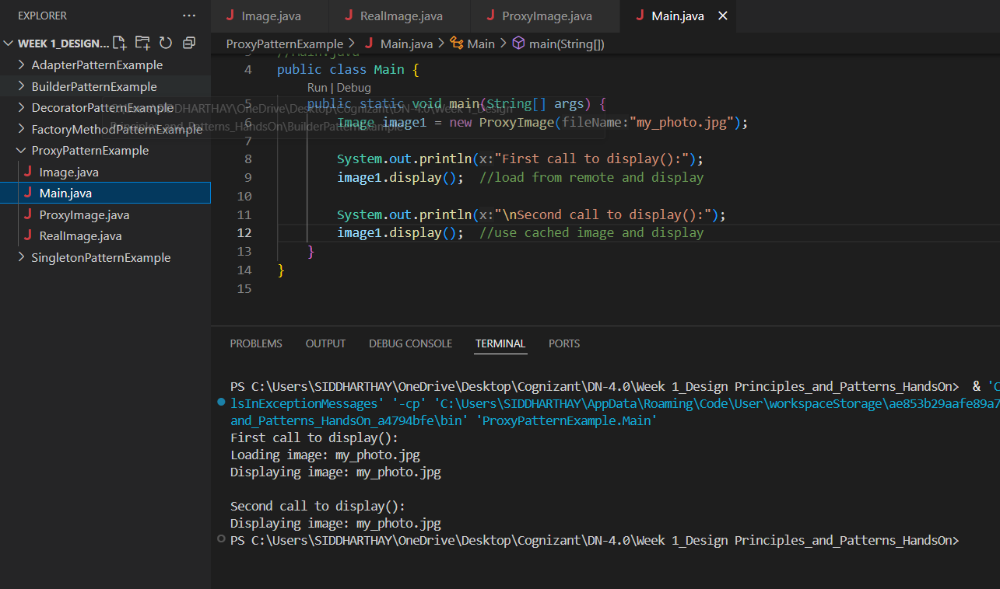 EXPLORER
WEEK 1_DESIGN...
AdapterPatternExample
BuilderPatternExample
DecoratorPatternExample
FactoryMethodPatternExample
ProxyPatternExample
Image.java
Main.java
ProxyImage.java
RealImage.java
SingletonPatternExample
C:\Users\SIDDHARTHAY\OneDrive\Desktop\Cognizant\DN-4.0\Week 1_Design
Principles_and_Patterns_HandsOn\BuilderPatternExample
Image.java RealImage.java ProxyImage.java Main.java
ProxyPatternExample > Main.java > Main > main(String[])
3 //Main.java
4 public class Main {
Run | Debug
5 public static void main(String[] args) {
6 Image image1 = new ProxyImage(fileName:"my_photo.jpg");
7
8 System.out.println(x:"First call to display():");
9 image1.display(); //load from remote and display
10
11 System.out.println(x:"\nSecond call to display():");
12 image1.display(); //use cached image and display
13 }
14 }
15
PROBLEMS OUTPUT DEBUG CONSOLE TERMINAL PORTS
PS C:\Users\SIDDHARTHAY\OneDrive\Desktop\Cognizant\DN-4.0\Week 1_Design Principles_and_Patterns_HandsOn> & 'C
lsInExceptionMessages' '-cp' 'C:\Users\SIDDHARTHAY\AppData\Roaming\Code\User\workspaceStorage\ae853b29aafe89a7
and_Patterns_HandsOn_a4794bfe\bin' 'ProxyPatternExample.Main'
First call to display():
Loading image: my_photo.jpg
Displaying image: my_photo.jpg
Second call to display():
Displaying image: my_photo.jpg
PS C:\Users\SIDDHARTHAY\OneDrive\Desktop\Cognizant\DN-4.0\Week 1_Design Principles_and_Patterns_HandsOn>